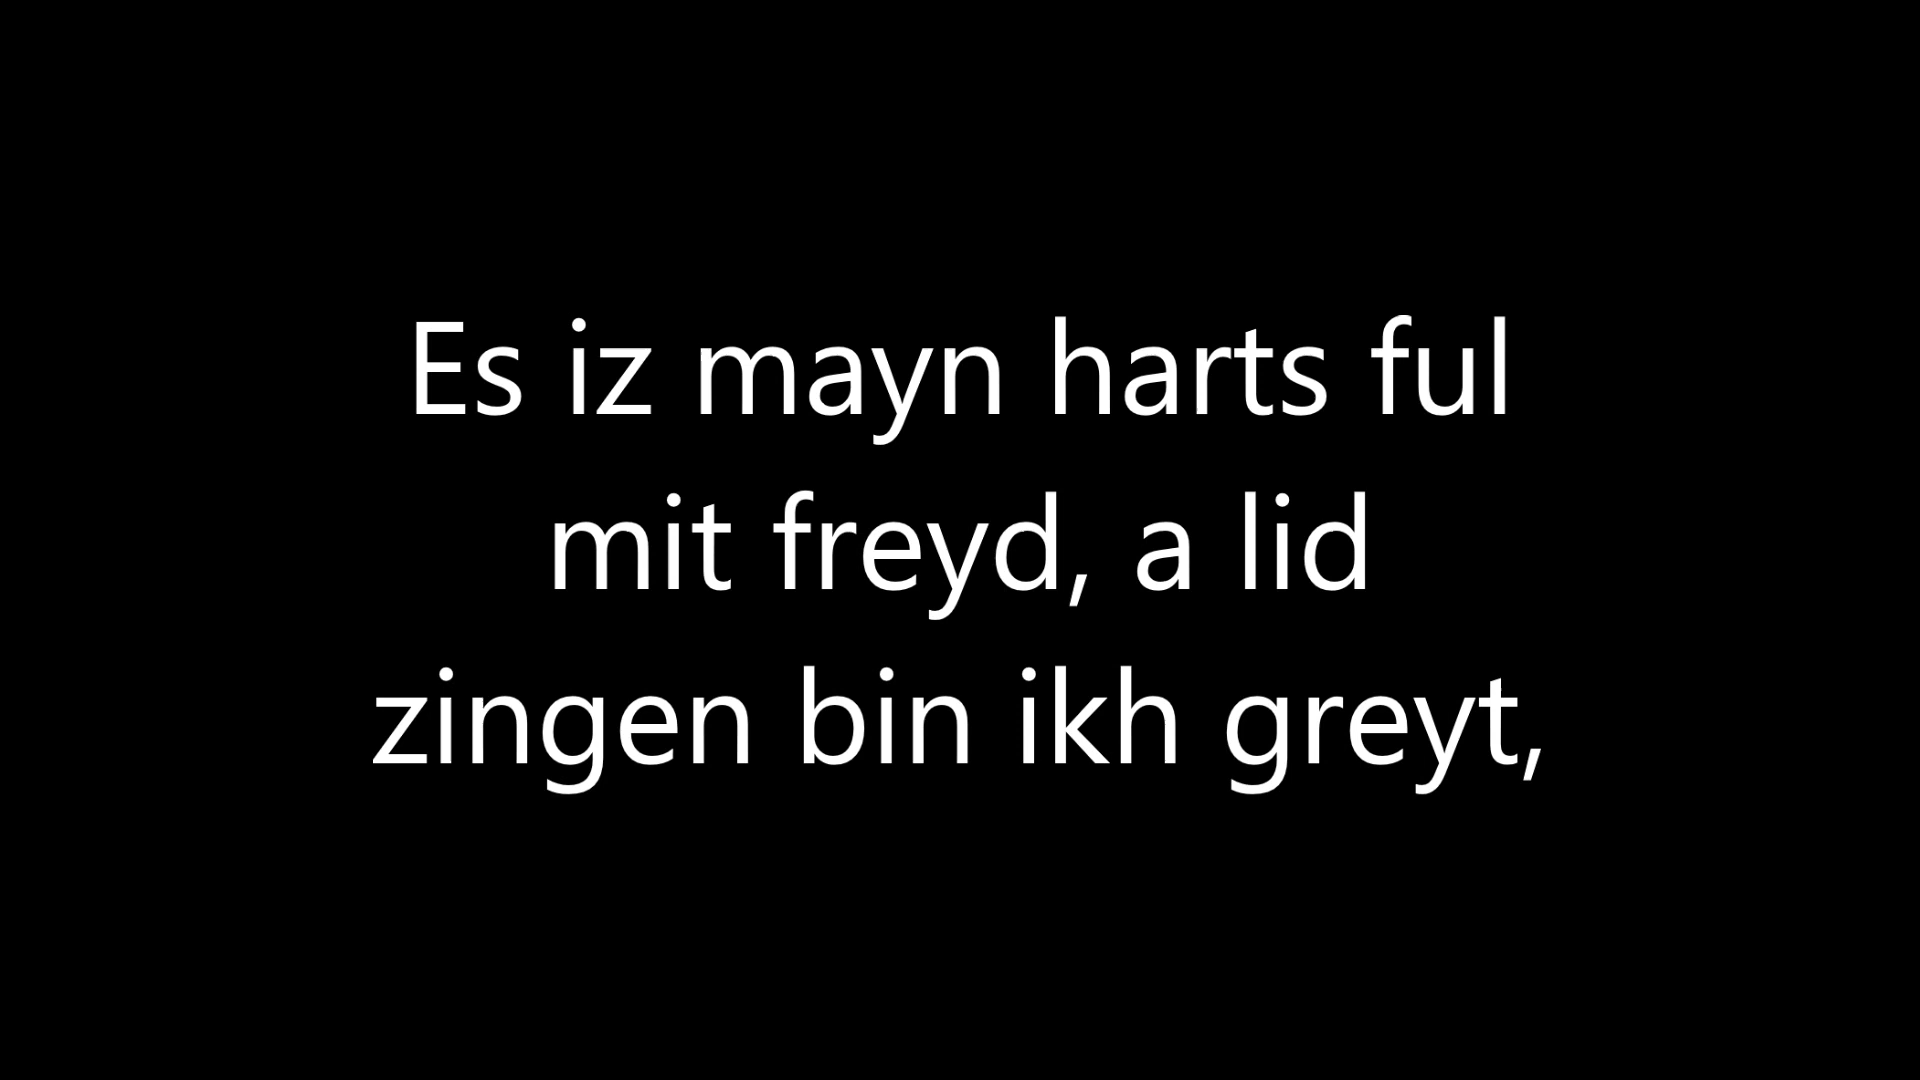 Es iz mayn harts ful
mit freyd, a lid
zingen bin ikh greyt,